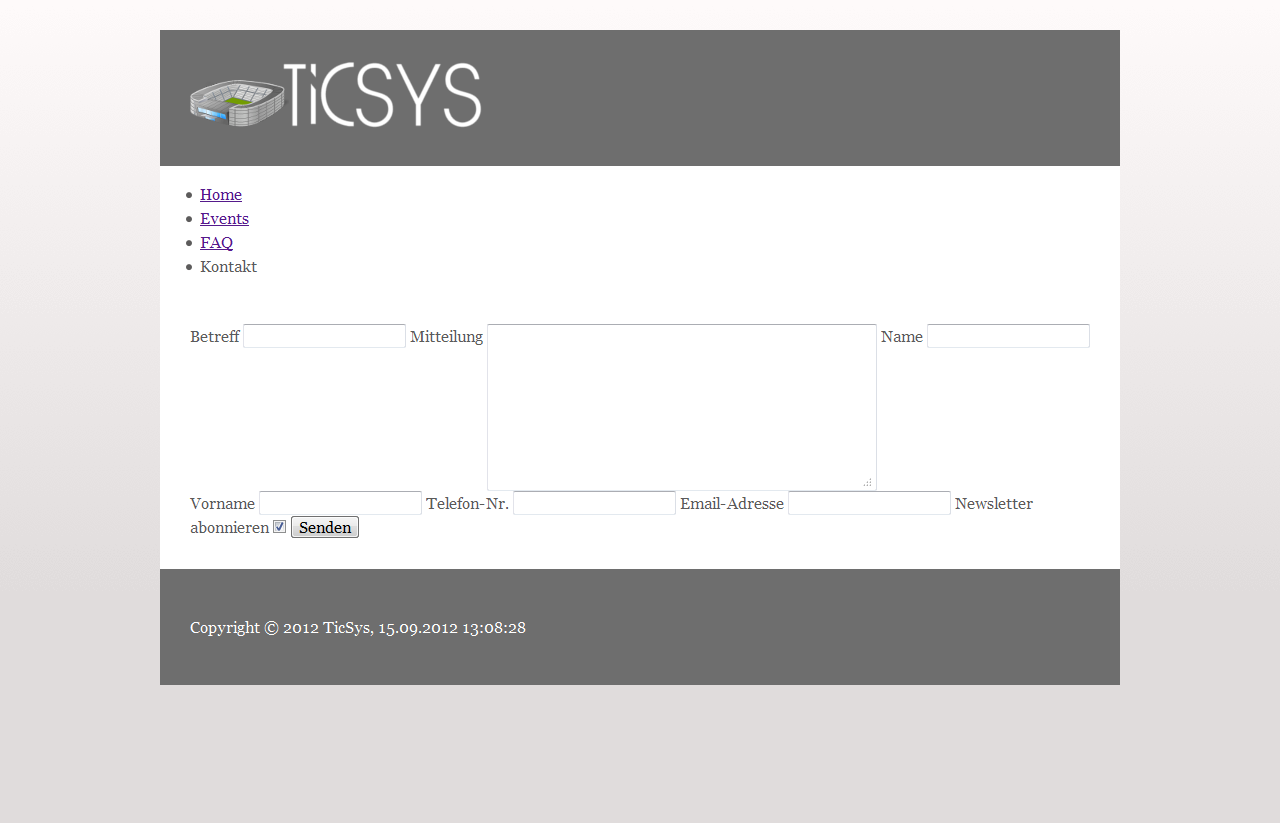 TiCSYS
Home
Events
FAQ
Kontakt
Betreff Mitteilung Name
Vorname Telefon-Nr. Email-Adresse Newsletter
abonnieren Senden
Copyright © 2012 TicSys, 15.09.2012 13:08:28